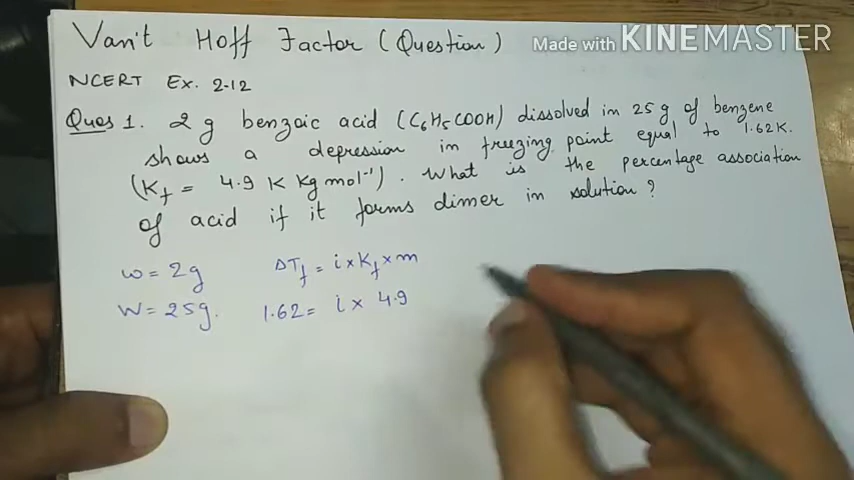 Van't Hoff Factor (Question)
Made with KINEMASTER
NCERT Ex. 2.12
Ques 1. 2 g benzoic acid (C6H5COOH) dissolved in 25 g of benzene
shows a depression in freezing point equal to 1.62K.
(Kf = 4.9 K Kg mol⁻¹). What is the percentage association
of acid if it forms dimer in solution?
w = 2g ΔTf = i × Kf × m
W = 25g. 1.62 = i × 4.9